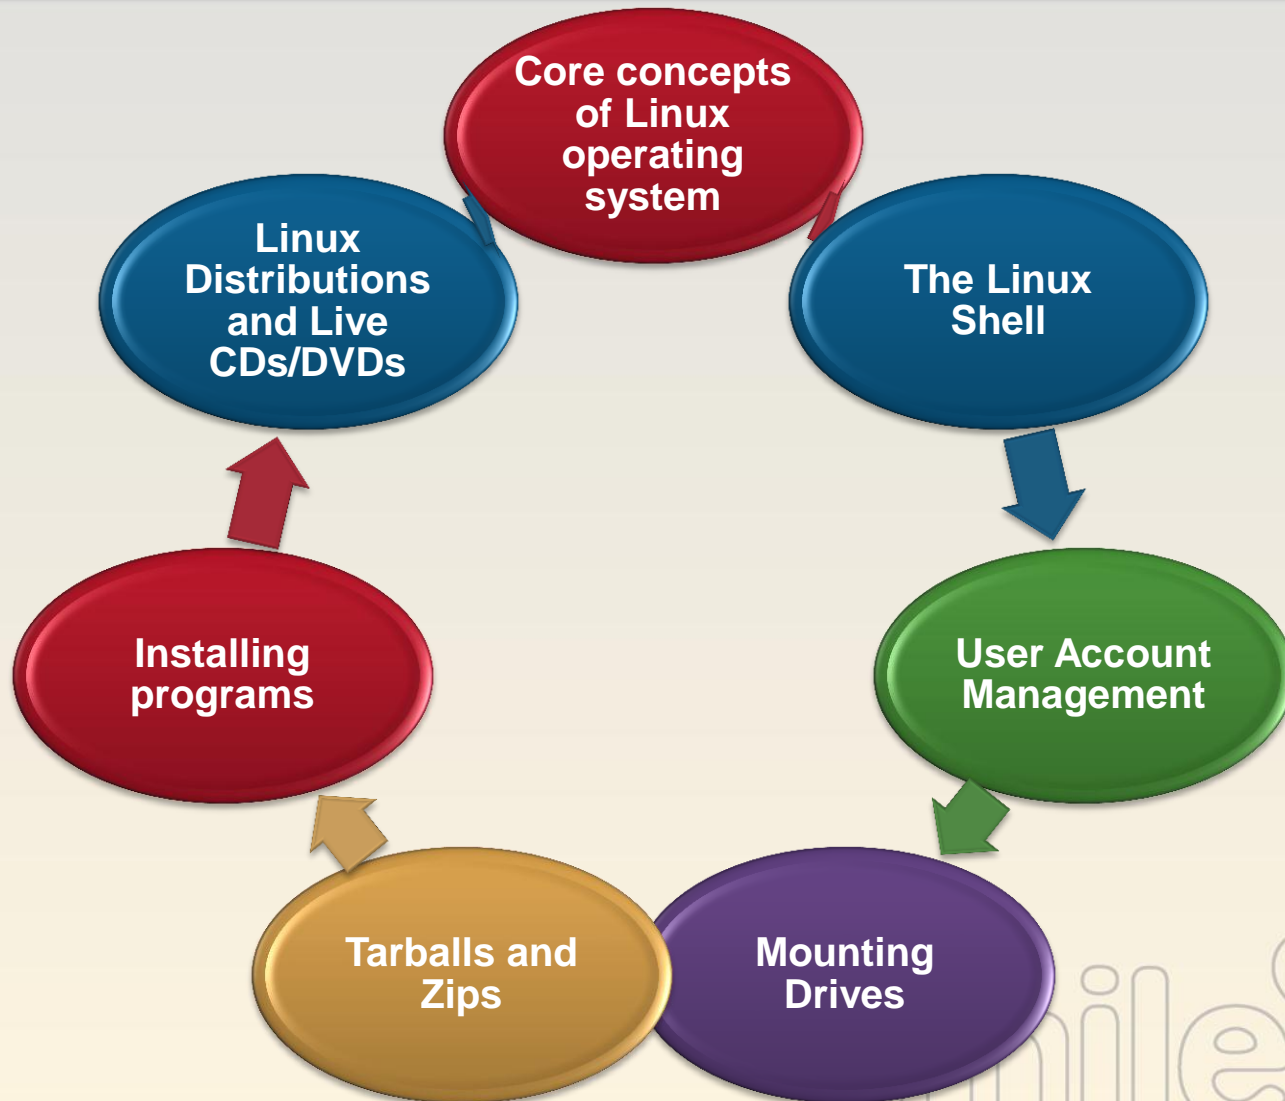 Core concepts
of Linux
operating
system
The Linux
Shell
User Account
Management
Mounting
Drives
Tarballs and
Zips
Installing
programs
Linux
Distributions
and Live
CDs/DVDs